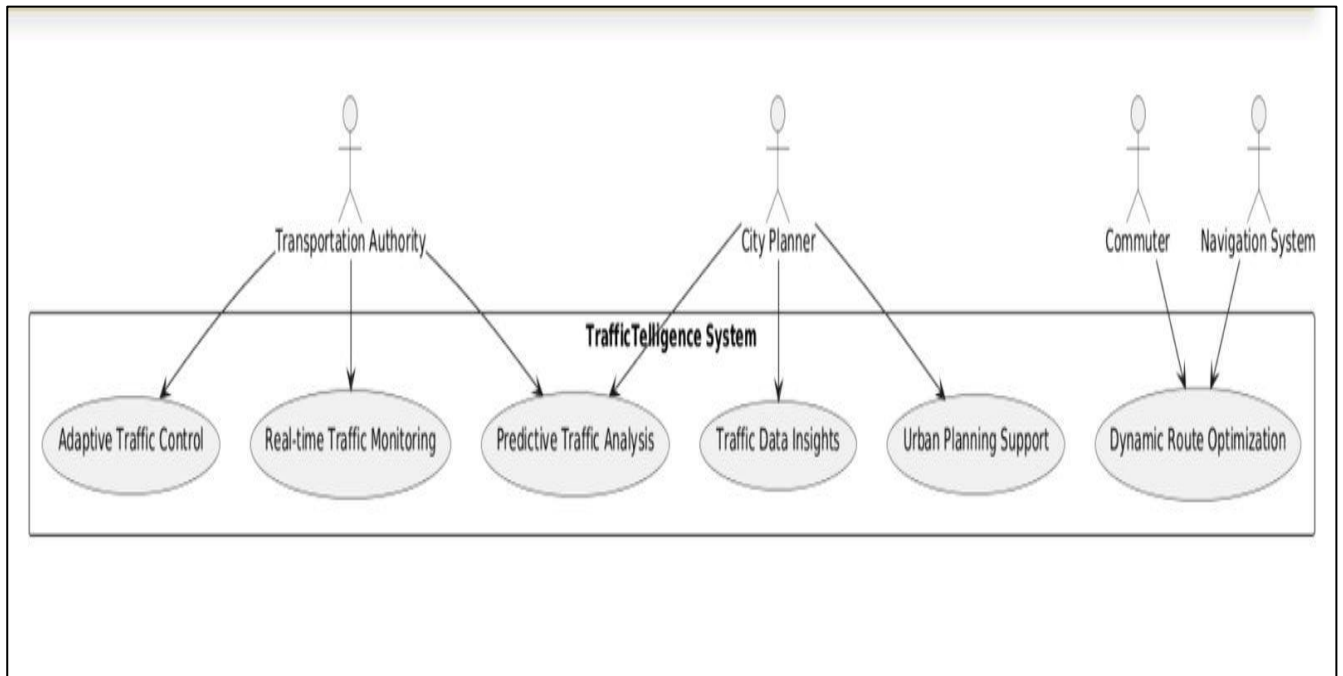 Transportation Authority
City Planner
Commuter
Navigation System
TrafficTelligence System
Adaptive Traffic Control
Real-time Traffic Monitoring
Predictive Traffic Analysis
Traffic Data Insights
Urban Planning Support
Dynamic Route Optimization